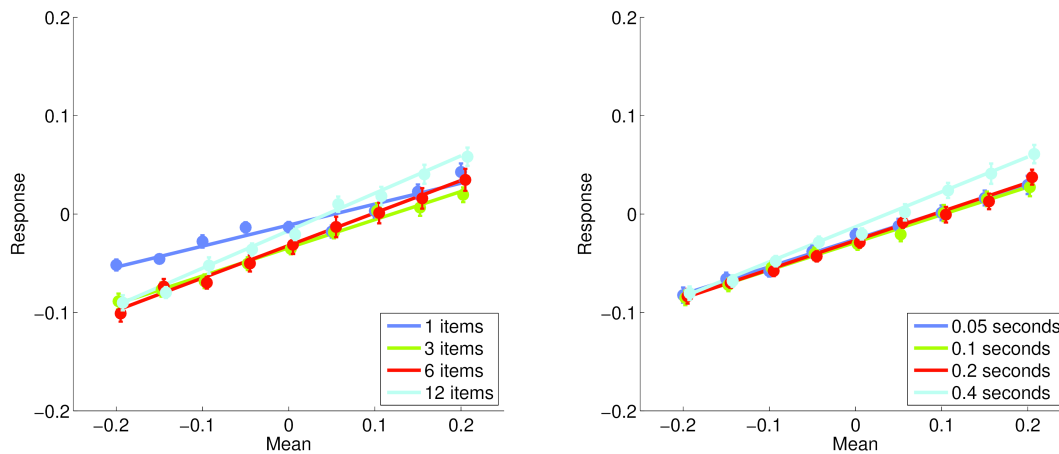 0.2
0.1
0
−0.1
−0.2
Response
−0.2 −0.1 0 0.1 0.2
Mean
1 items
3 items
6 items
12 items
0.2
0.1
0
−0.1
−0.2
Response
−0.2 −0.1 0 0.1 0.2
Mean
0.05 seconds
0.1 seconds
0.2 seconds
0.4 seconds